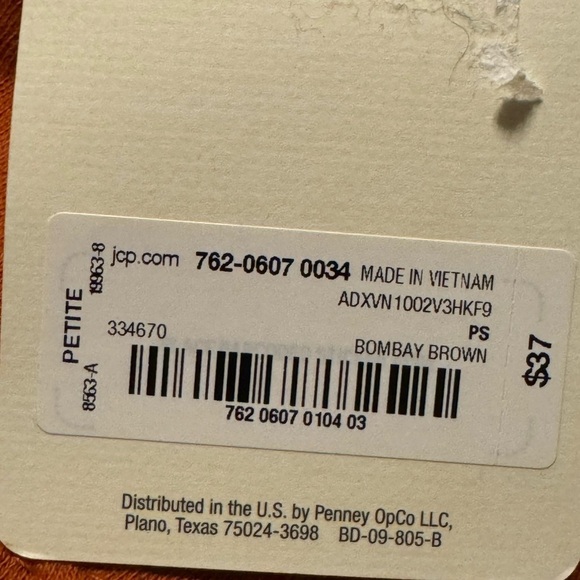 jcp.com 762-0607 0034 MADE IN VIETNAM
ADXVN1002V3HKF9
PS
334670
BOMBAY BROWN
762 0607 0104 03
PETITE
19963-8
8563-A
$37
Distributed in the U.S. by Penney OpCo LLC,
Plano, Texas 75024-3698 BD-09-805-B